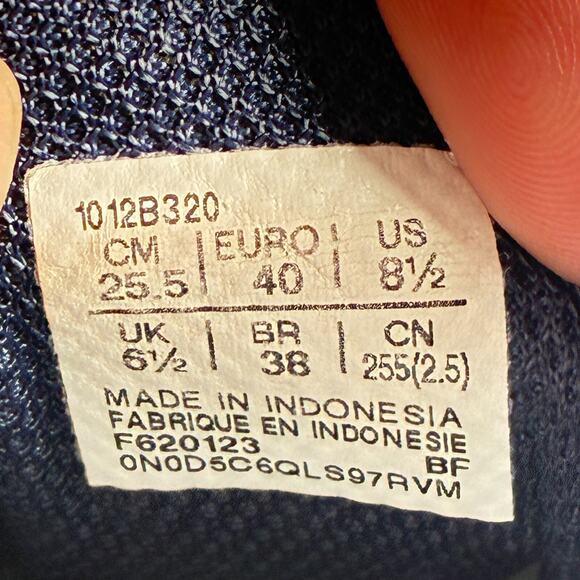 1012B320
CM | EURO | US
25.5 | 40 | 8½
UK | BR | CN
6½ | 38 | 255(2.5)
MADE IN INDONESIA
FABRIQUE EN INDONESIE
F620123 BF
0N0D5C6QLS97RVM